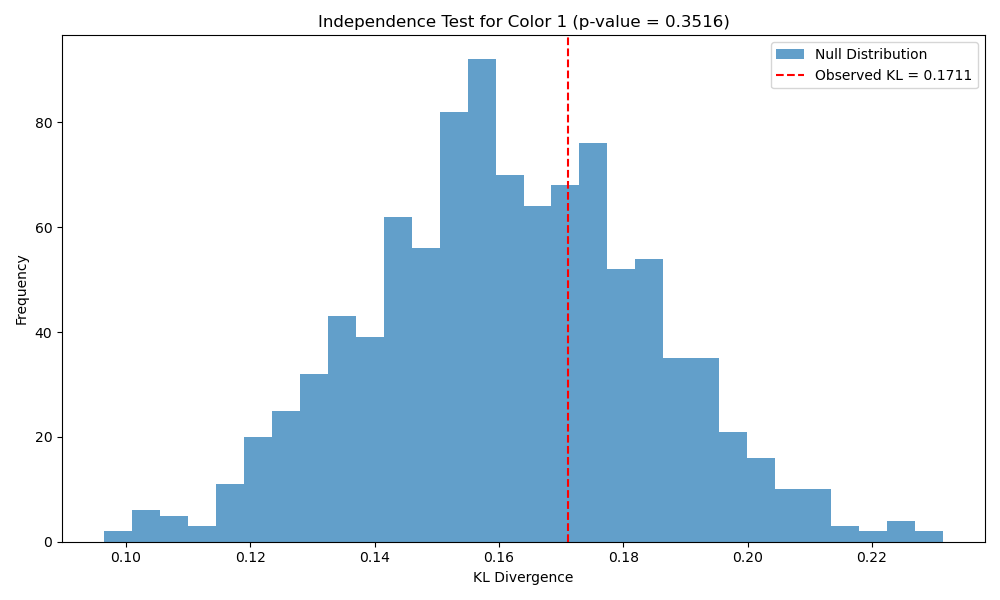 Independence Test for Color 1 (p-value = 0.3516)
Null Distribution
Observed KL = 0.1711
80
60
40
20
0
Frequency
0.10 0.12 0.14 0.16 0.18 0.20 0.22
KL Divergence